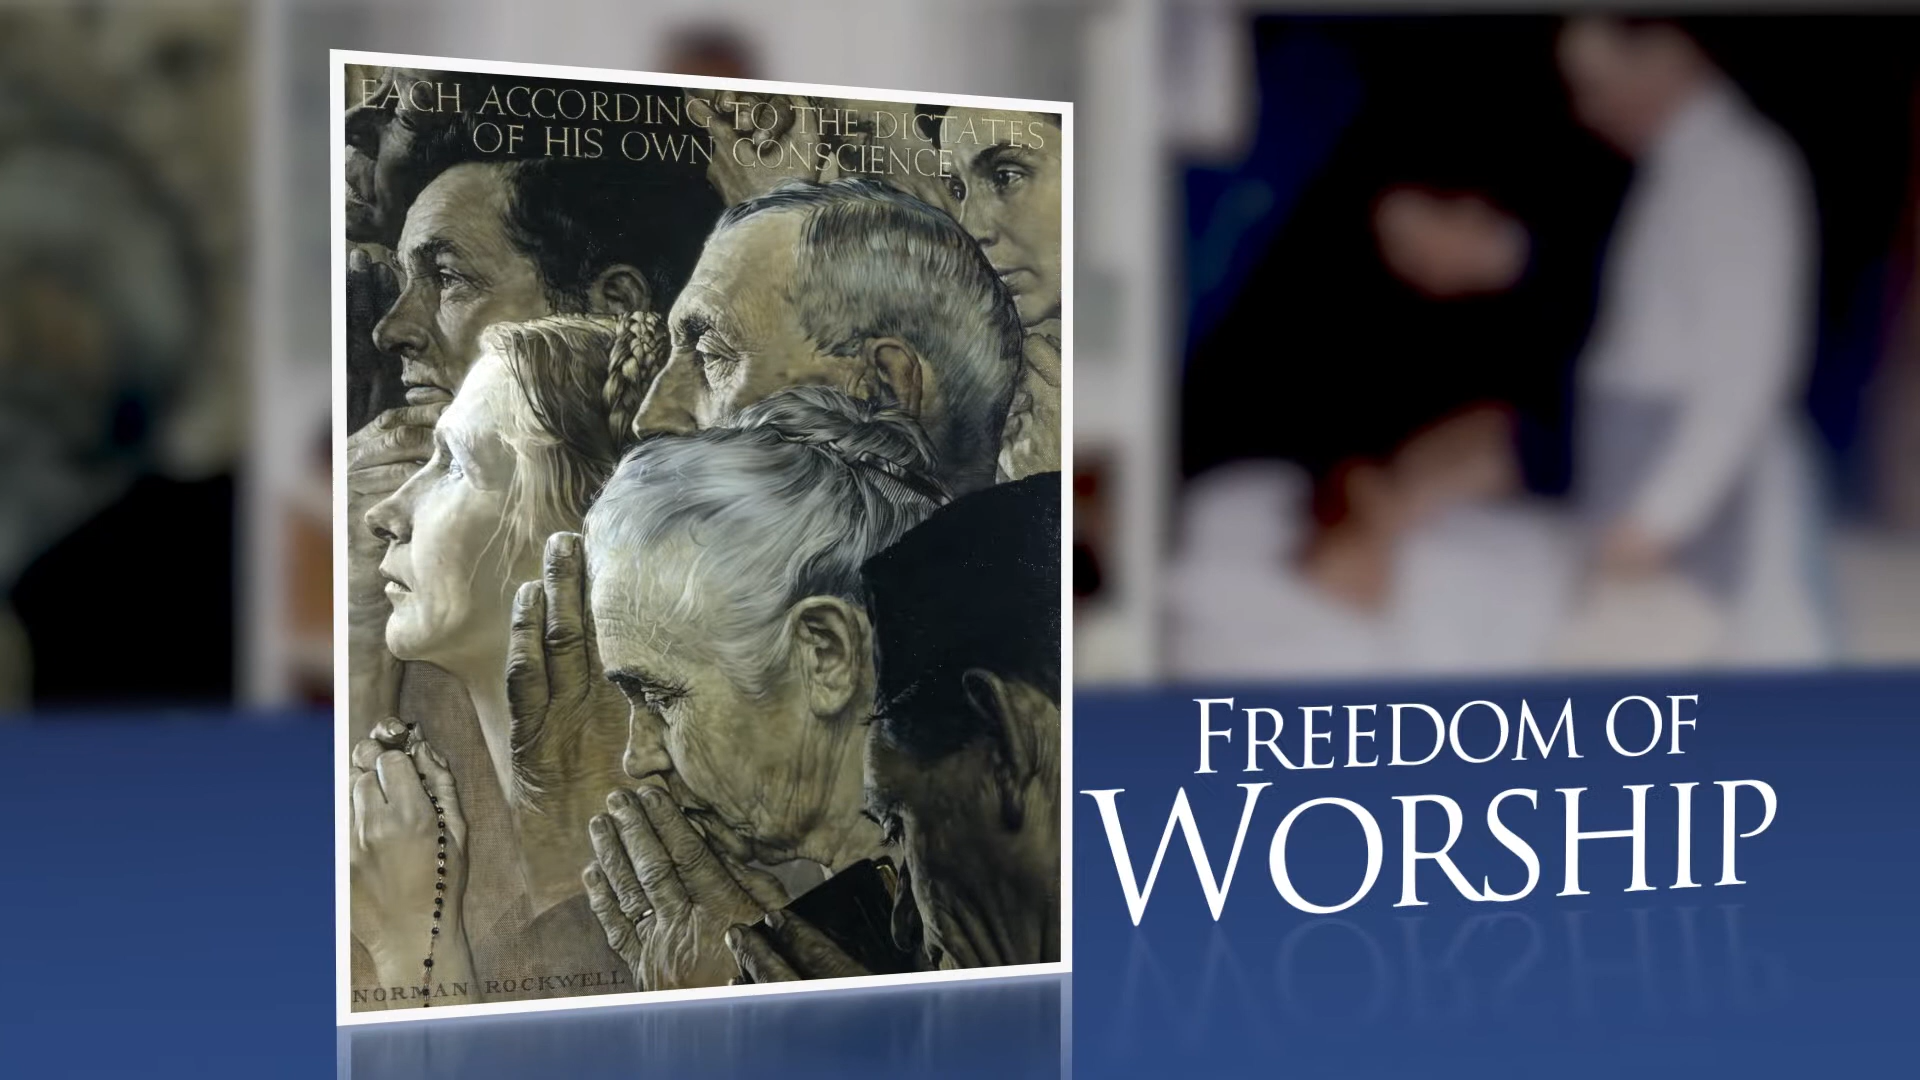 EACH ACCORDING TO THE DICTATES
OF HIS OWN CONSCIENCE
NORMAN ROCKWELL
FREEDOM OF
WORSHIP